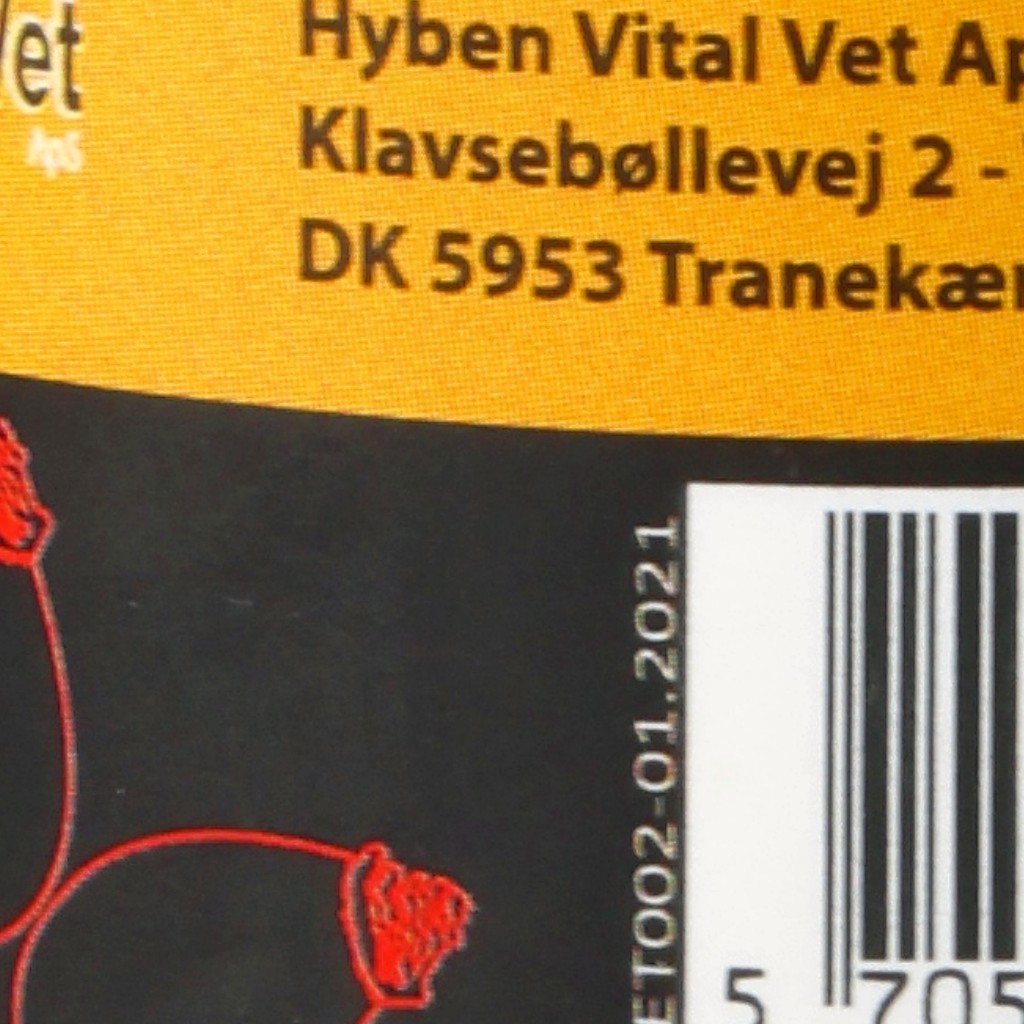 Vet
ApS
Hyben Vital Vet Ap
Klavsebøllevej 2 -
DK 5953 Tranekær
ET002-01.2021
5 705